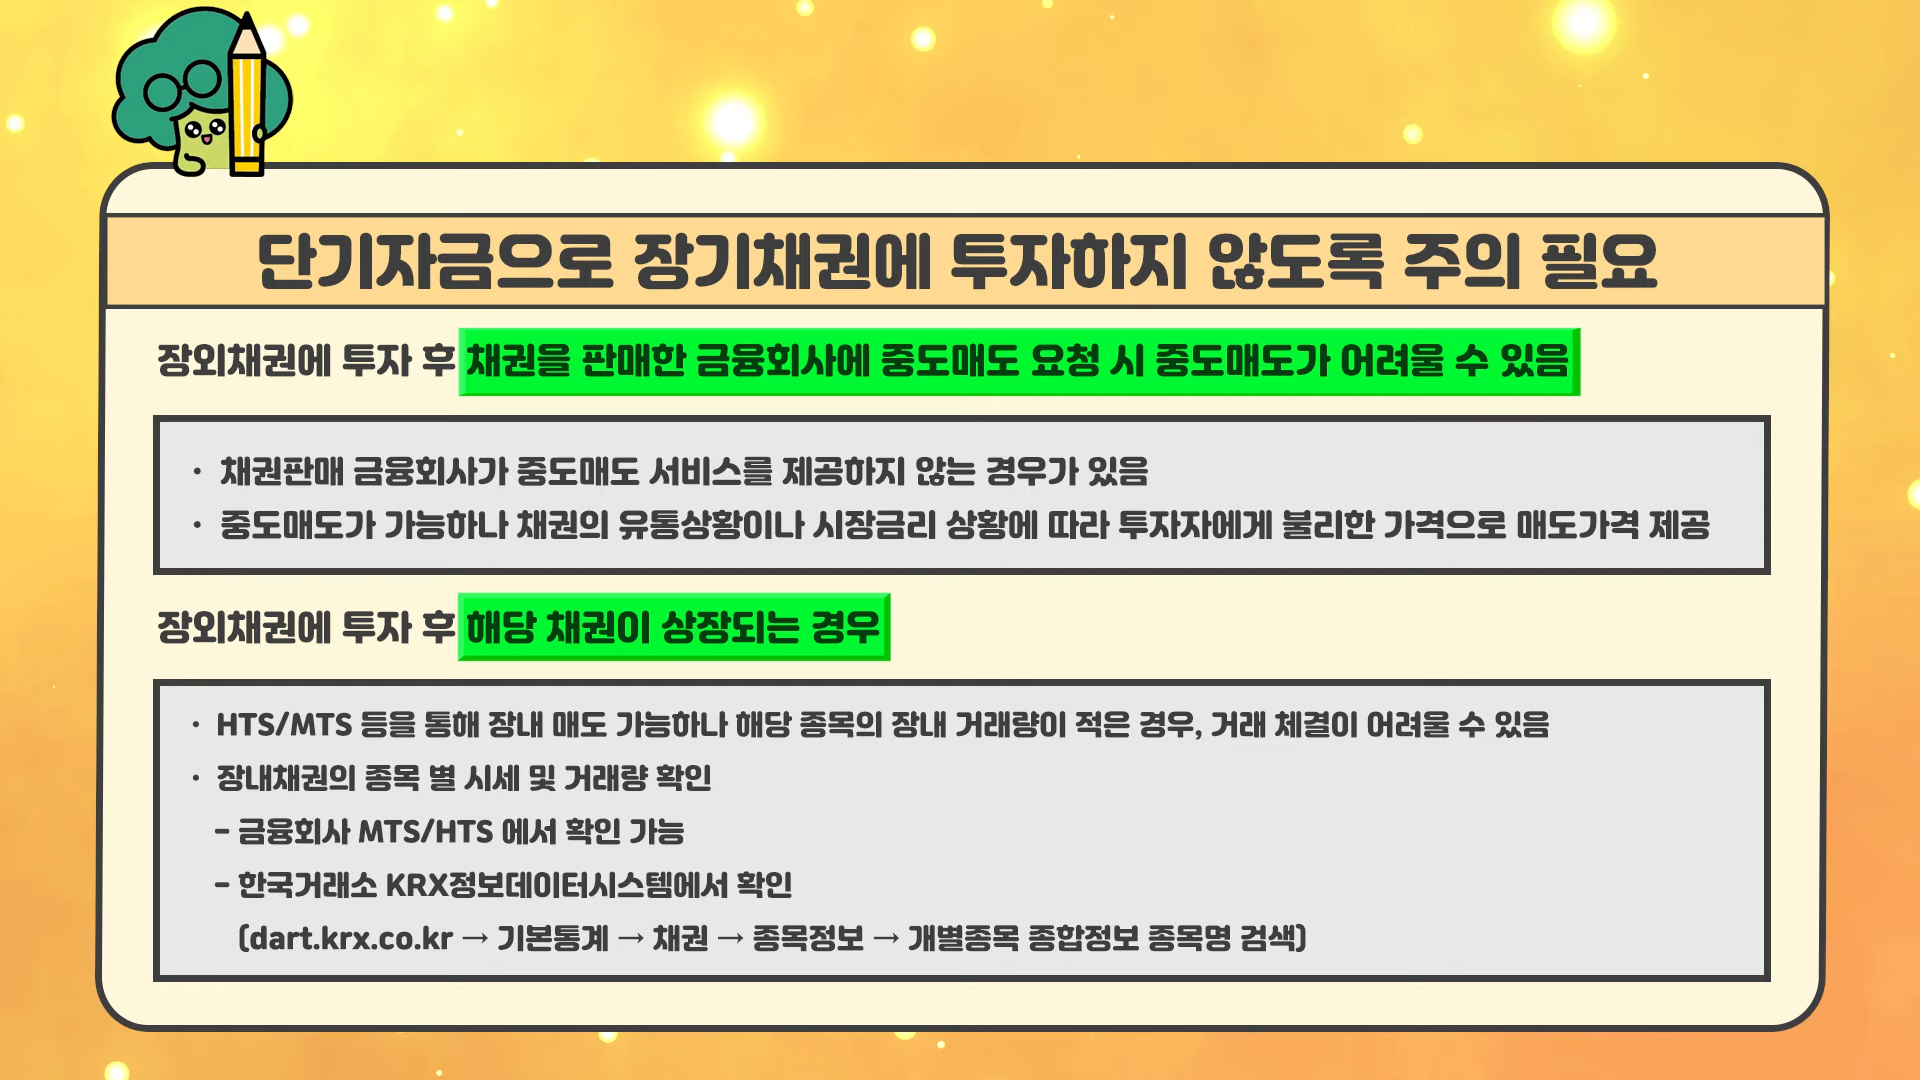 단기자금으로 장기채권에 투자하지 않도록 주의 필요
장외채권에 투자 후 채권을 판매한 금융회사에 중도매도 요청 시 중도매도가 어려울 수 있음
· 채권판매 금융회사가 중도매도 서비스를 제공하지 않는 경우가 있음
· 중도매도가 가능하나 채권의 유통상황이나 시장금리 상황에 따라 투자자에게 불리한 가격으로 매도가격 제공
장외채권에 투자 후 해당 채권이 상장되는 경우
· HTS/MTS 등을 통해 장내 매도 가능하나 해당 종목의 장내 거래량이 적은 경우, 거래 체결이 어려울 수 있음
· 장내채권의 종목 별 시세 및 거래량 확인
- 금융회사 MTS/HTS 에서 확인 가능
- 한국거래소 KRX정보데이터시스템에서 확인
(dart.krx.co.kr → 기본통계 → 채권 → 종목정보 → 개별종목 종합정보 종목명 검색)